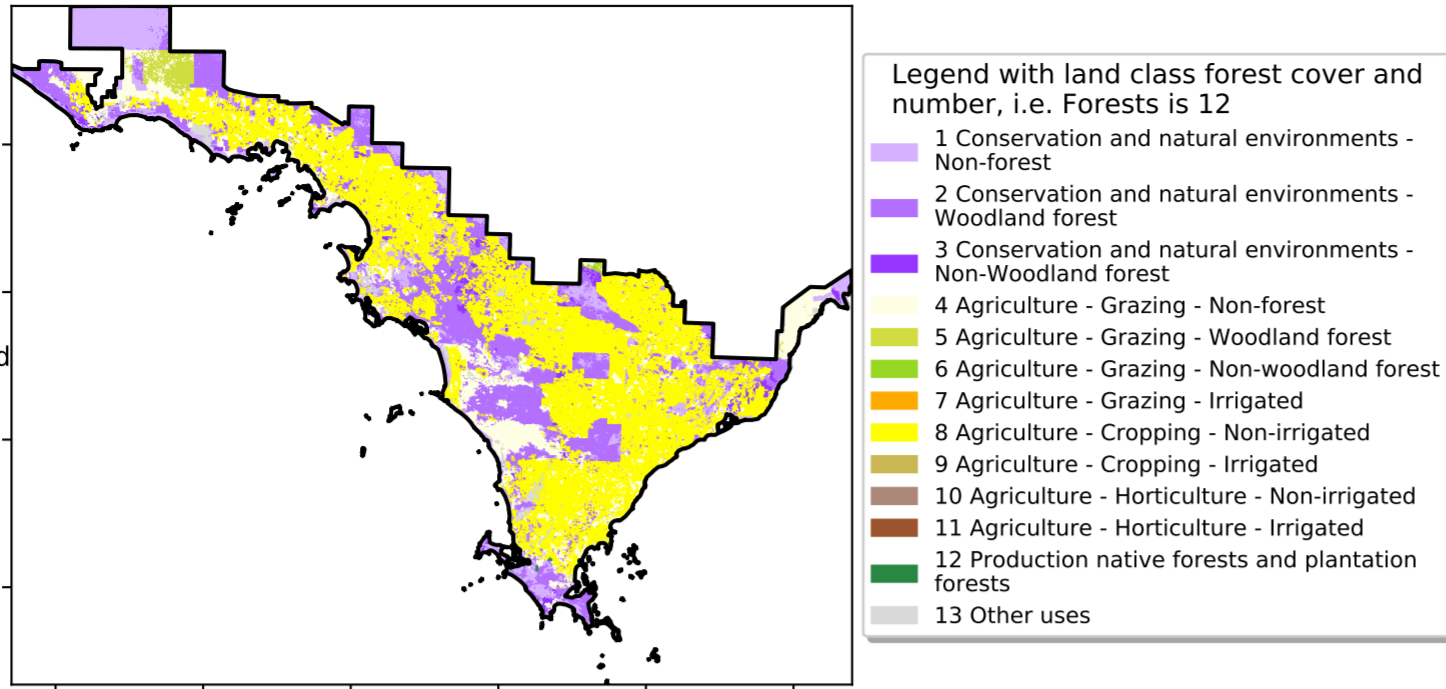 d
Legend with land class forest cover and
number, i.e. Forests is 12
1 Conservation and natural environments -
Non-forest
2 Conservation and natural environments -
Woodland forest
3 Conservation and natural environments -
Non-Woodland forest
4 Agriculture - Grazing - Non-forest
5 Agriculture - Grazing - Woodland forest
6 Agriculture - Grazing - Non-woodland forest
7 Agriculture - Grazing - Irrigated
8 Agriculture - Cropping - Non-irrigated
9 Agriculture - Cropping - Irrigated
10 Agriculture - Horticulture - Non-irrigated
11 Agriculture - Horticulture - Irrigated
12 Production native forests and plantation
forests
13 Other uses